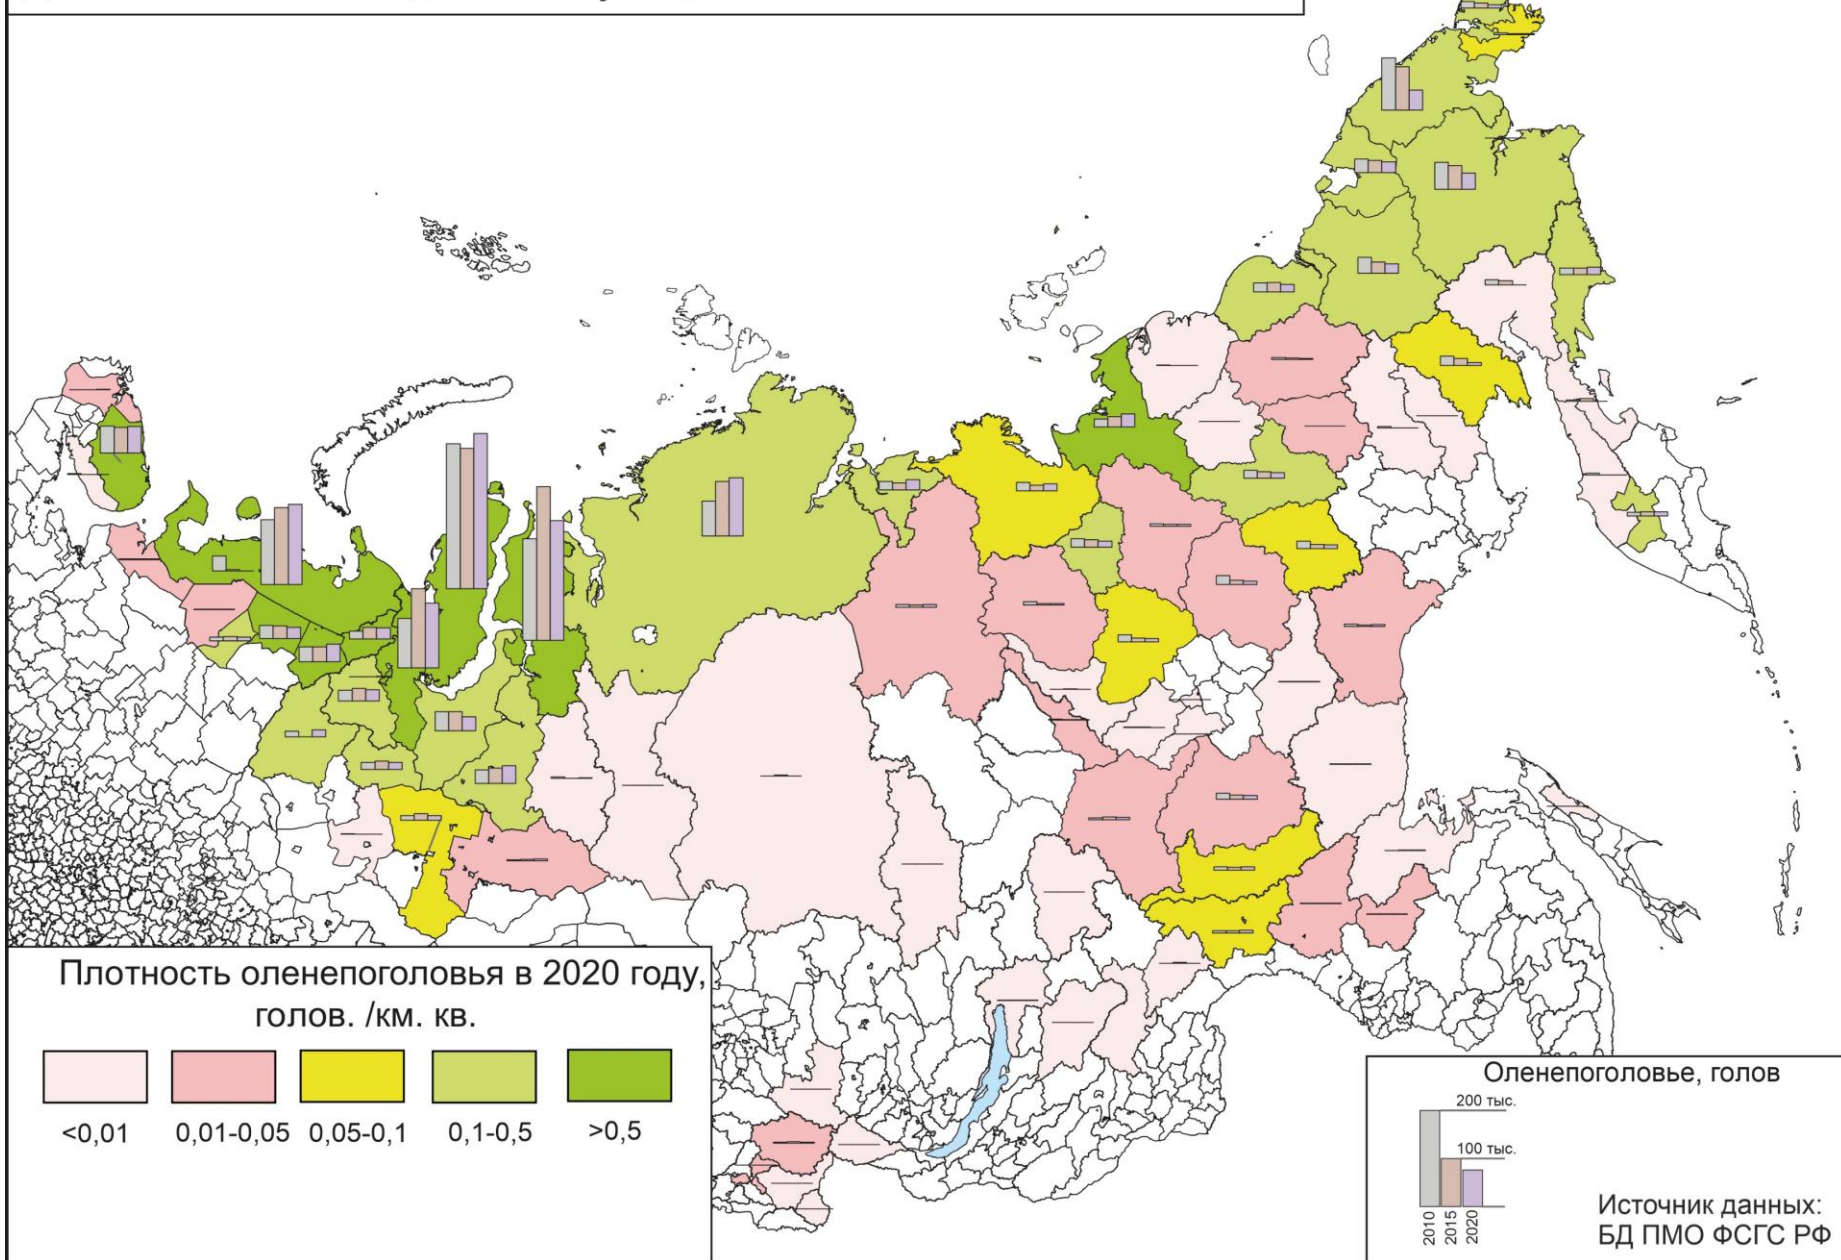 Плотность оленепоголовья в 2020 году,
голов. /км. кв.
<0,01
0,01-0,05
0,05-0,1
0,1-0,5
>0,5
Оленепоголовье, голов
200 тыс.
100 тыс.
2010
2015
2020
Источник данных:
БД ПМО ФСГС РФ